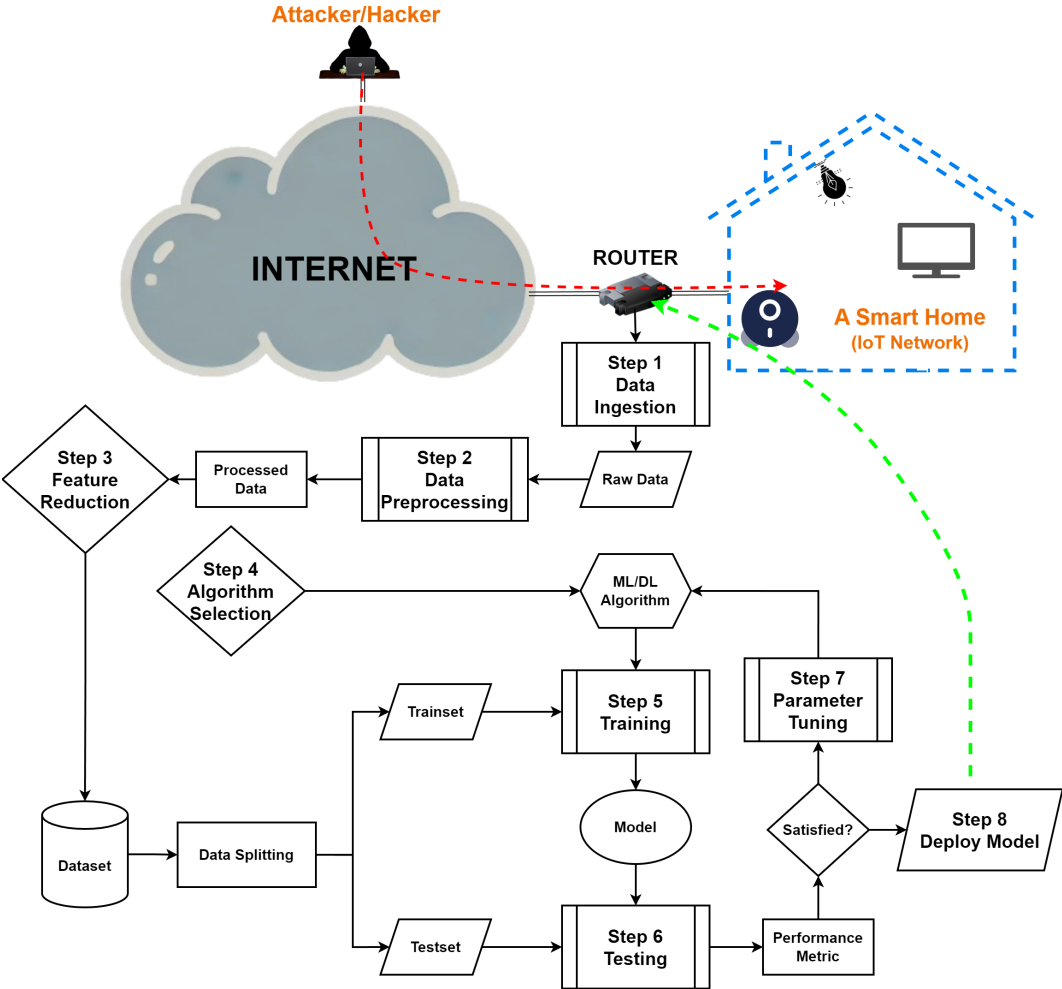 Attacker/Hacker
INTERNET
ROUTER
A Smart Home
(IoT Network)
Step 1
Data
Ingestion
Raw Data
Step 2
Data
Preprocessing
Processed
Data
Step 3
Feature
Reduction
Step 4
Algorithm
Selection
ML/DL
Algorithm
Step 5
Training
Trainset
Step 7
Parameter
Tuning
Model
Satisfied?
Step 8
Deploy Model
Dataset
Data Splitting
Testset
Step 6
Testing
Performance
Metric